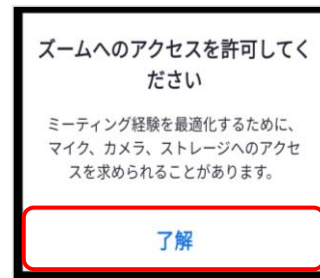 ズームへのアクセスを許可してく
ださい
ミーティング経験を最適化するために、
マイク、カメラ、ストレージへのアクセ
スを求められることがあります。
了解